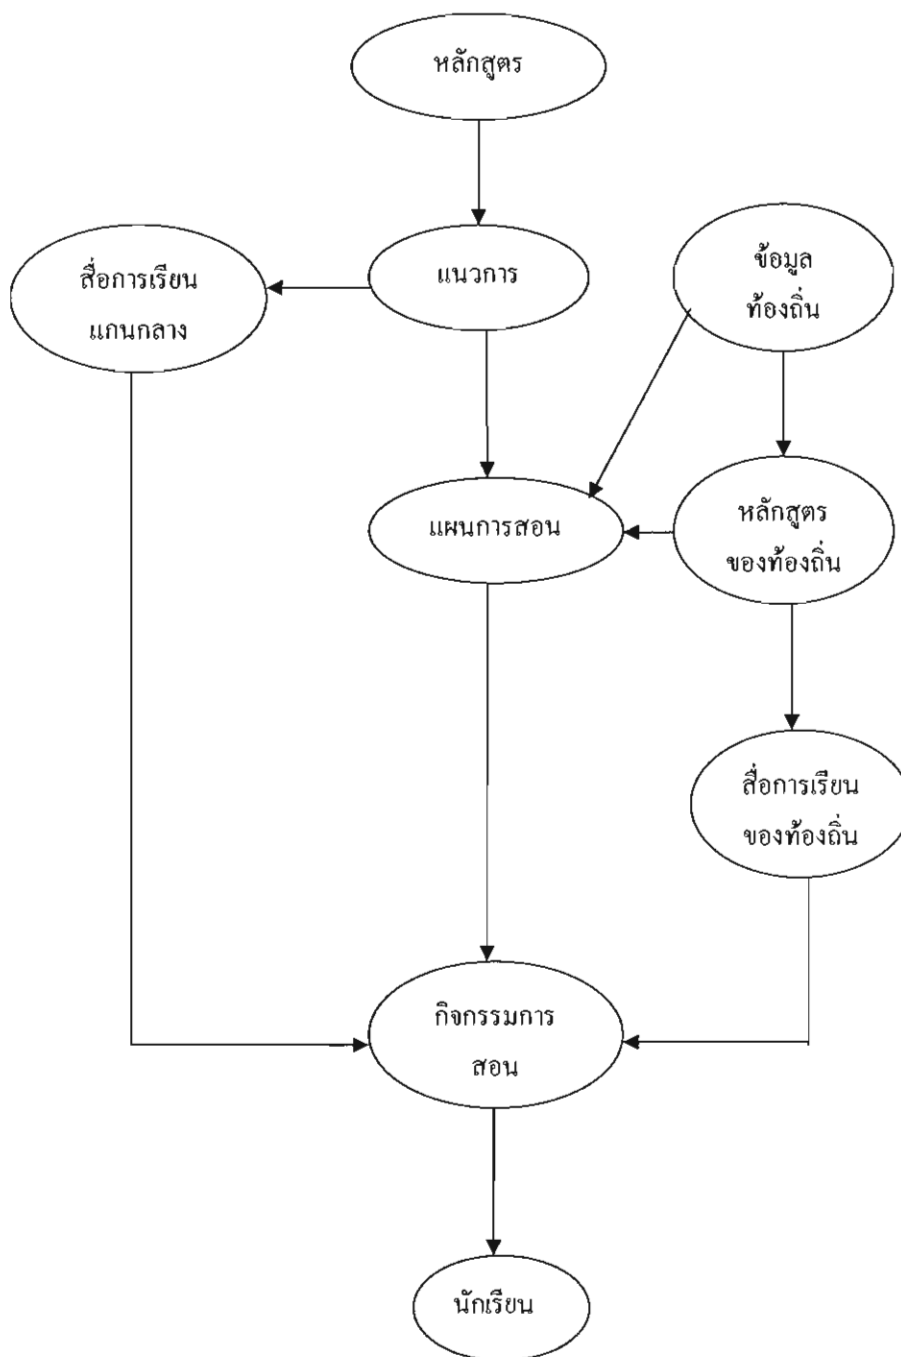 หลักสูตร
สื่อการเรียน
แกนกลาง
แนวการ
ข้อมูล
ท้องถิ่น
แผนการสอน
หลักสูตร
ของท้องถิ่น
สื่อการเรียน
ของท้องถิ่น
กิจกรรมการ
สอน
นักเรียน